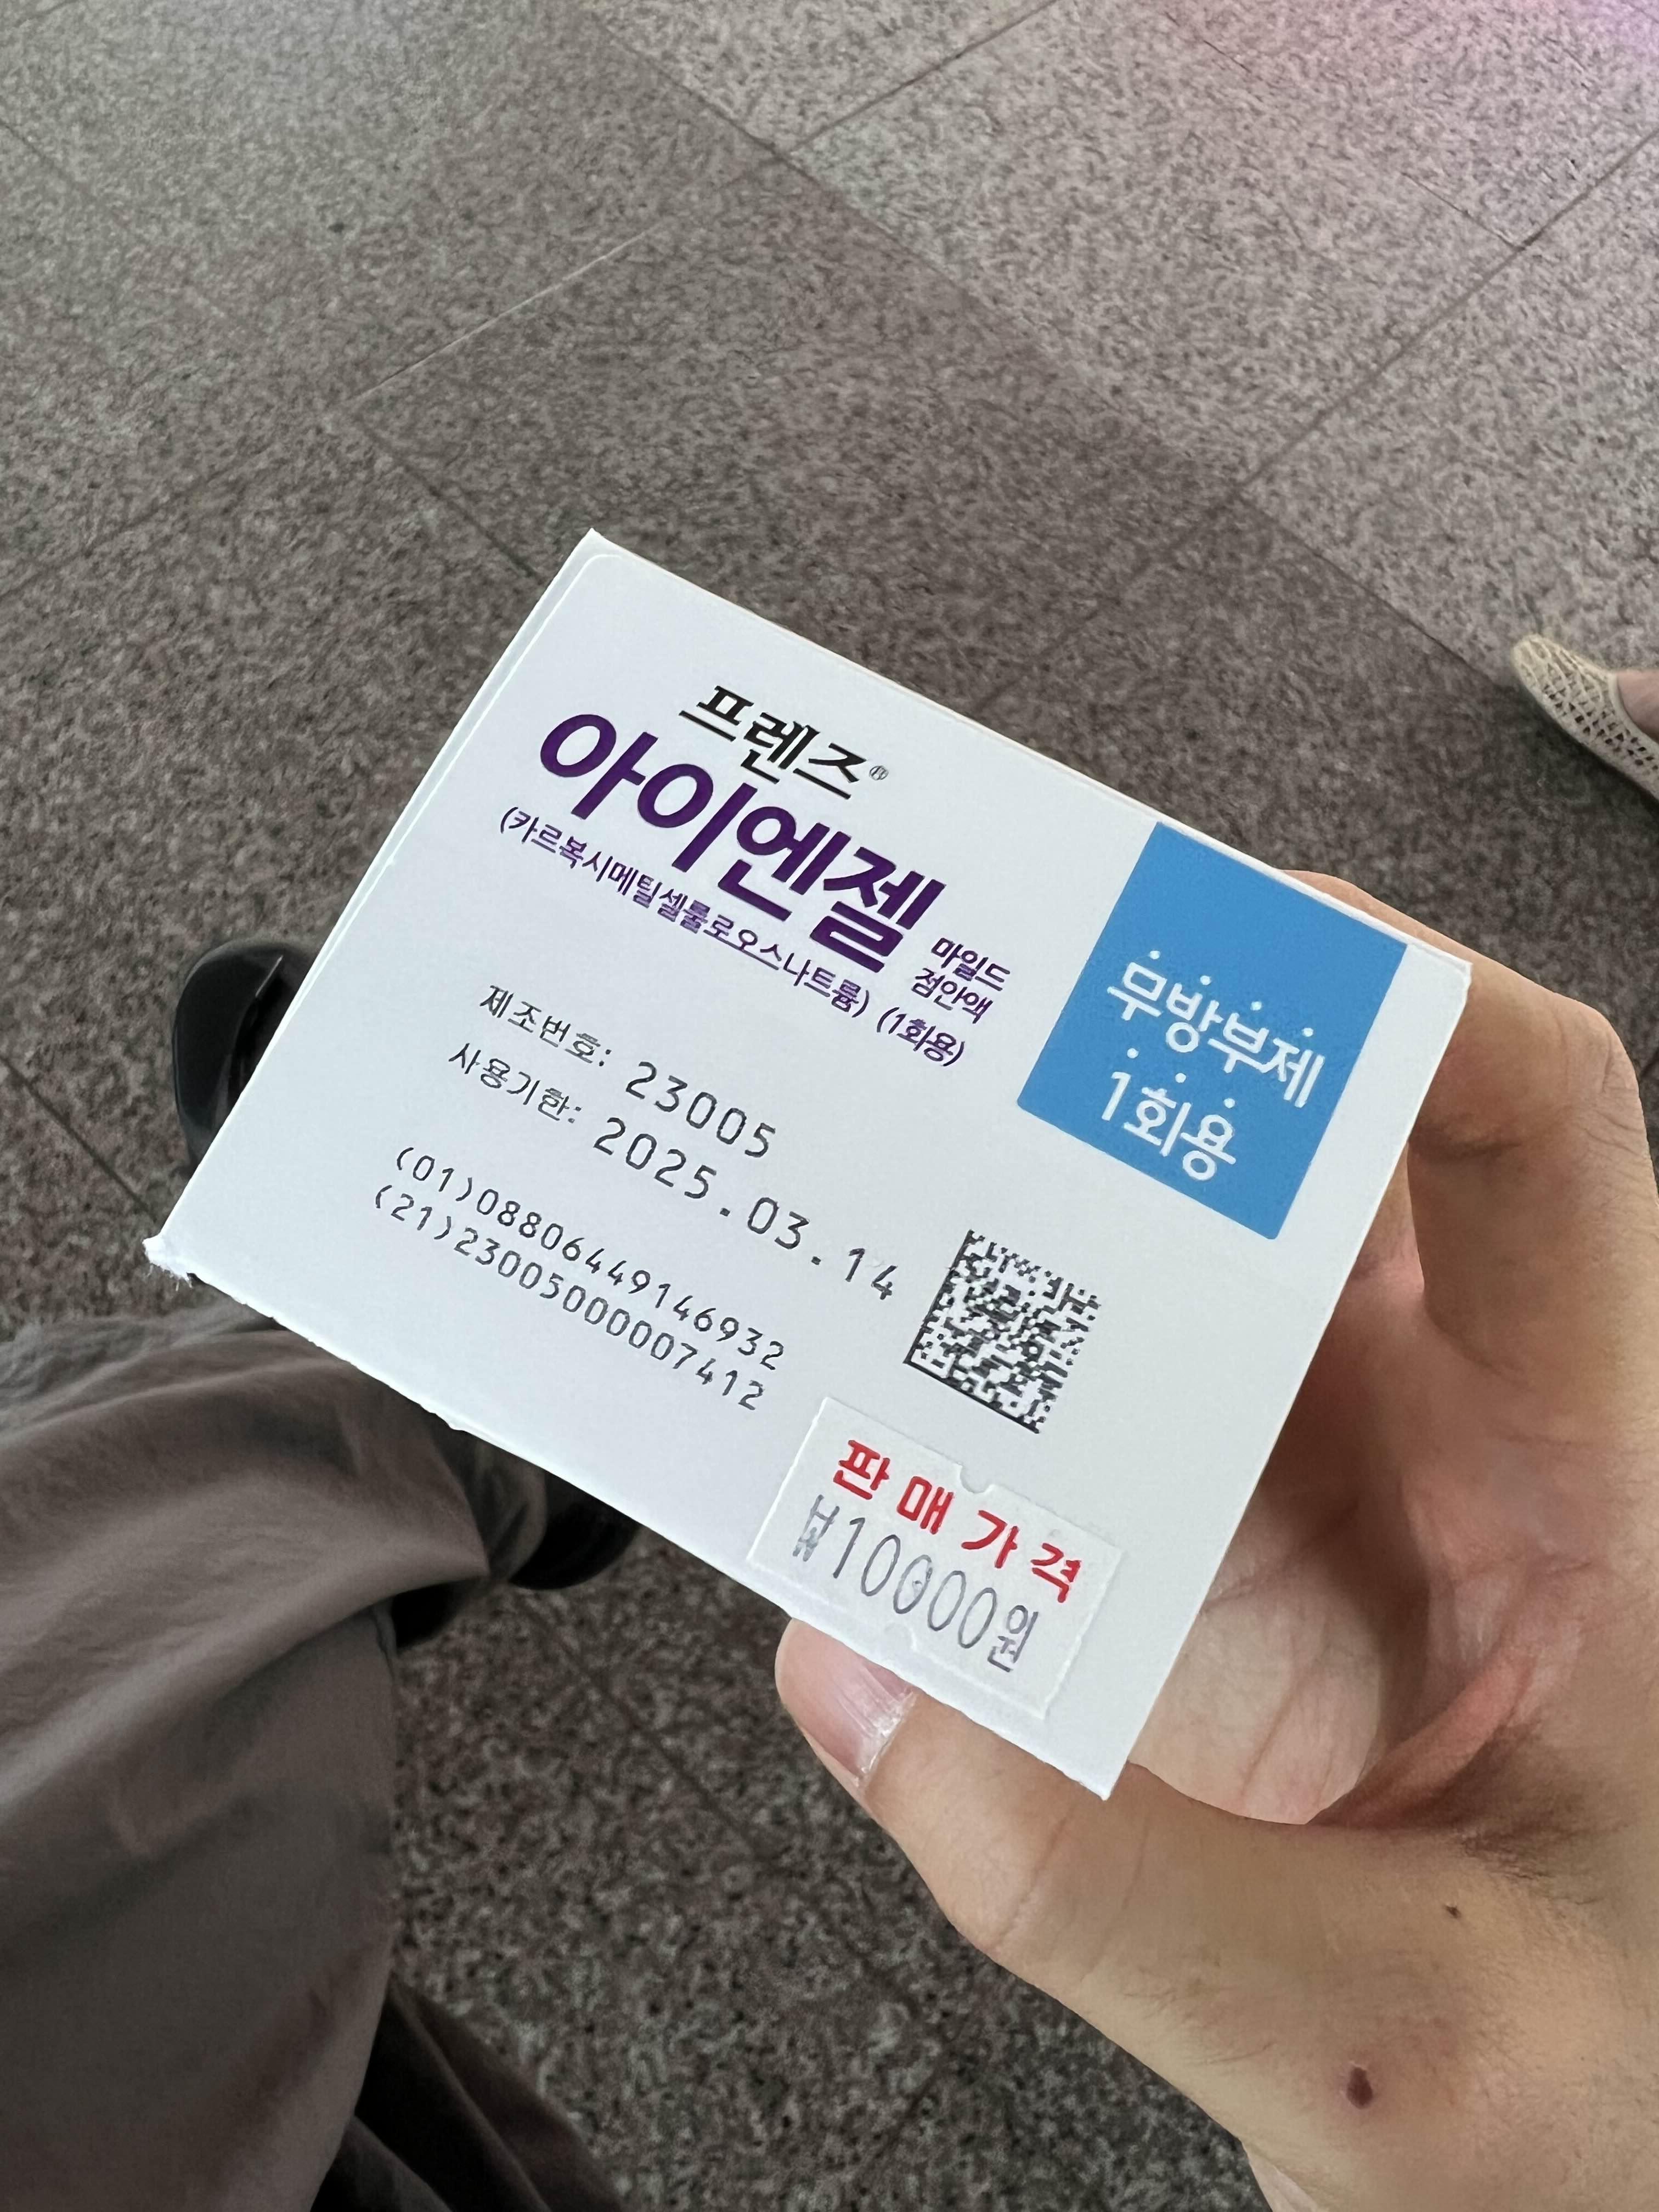 프렌즈®
아이엔젤 마일드 점안액
(카르복시메틸셀룰로오스나트륨) (1회용)
무방부제
1회용
제조번호: 23005
사용기한: 2025.03.14
(01)08806449146932
(21)23005000007412
판매가격
₩10000원